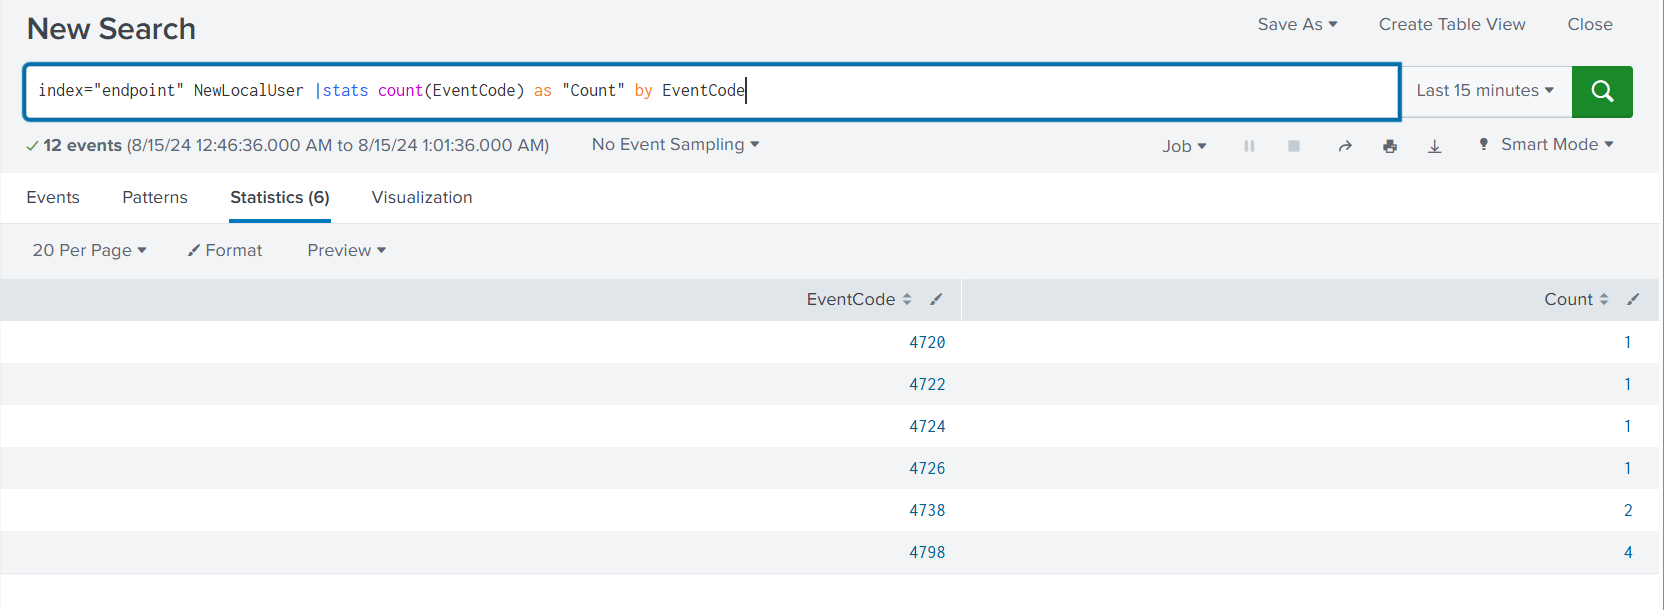 New Search
Save As Create Table View Close
index="endpoint" NewLocalUser |stats count(EventCode) as "Count" by EventCode
Last 15 minutes
12 events (8/15/24 12:46:36.000 AM to 8/15/24 1:01:36.000 AM) No Event Sampling Job Smart Mode
Events Patterns Statistics (6) Visualization
20 Per Page Format Preview
EventCode Count
4720 1
4722 1
4724 1
4726 1
4738 2
4798 4